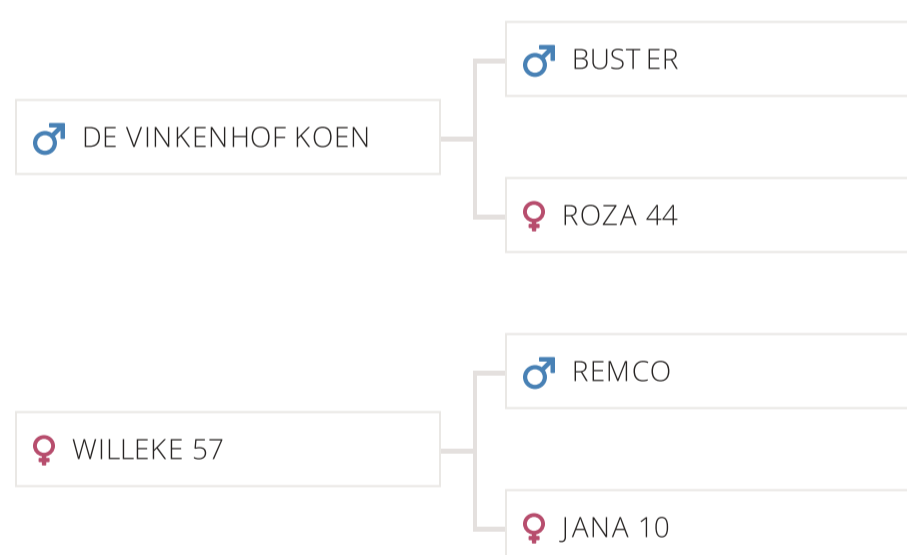 BUSTER
DE VINKENHOF KOEN
ROZA 44
REMCO
WILLEKE 57
JANA 10